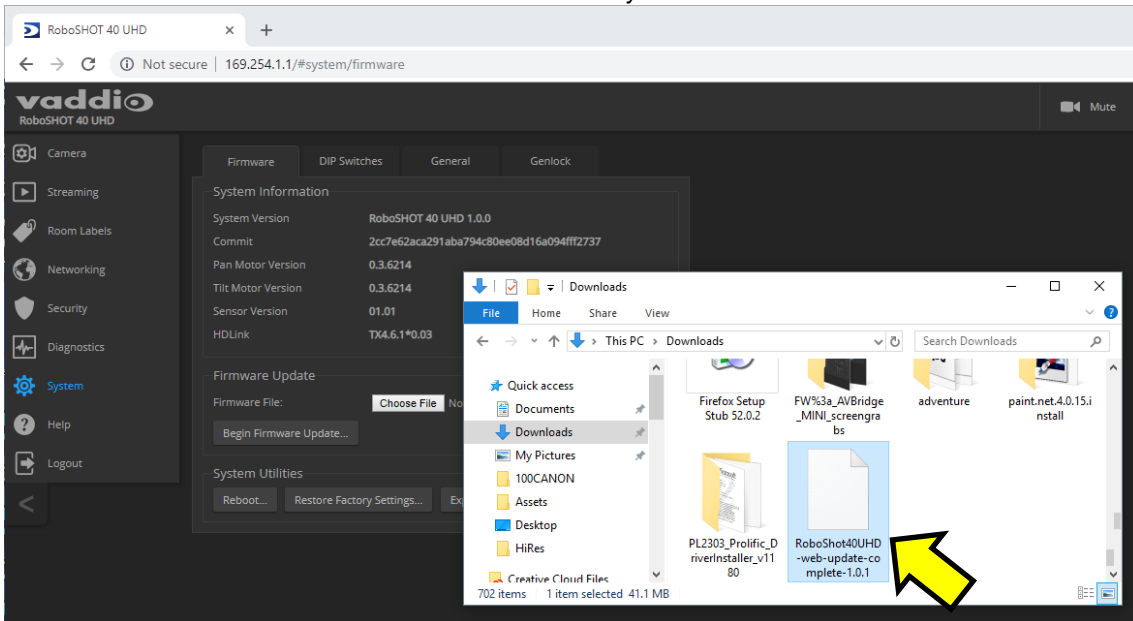 y
RoboSHOT 40 UHD
Not secure | 169.254.1.1/#system/firmware
vaddio
RoboSHOT 40 UHD
Mute
Camera
Streaming
Room Labels
Networking
Security
Diagnostics
System
Help
Logout
Firmware DIP Switches General Genlock
System Information
System Version RoboSHOT 40 UHD 1.0.0
Commit 2cc7e62aca291aba794c80ee08d16a094fff2737
Pan Motor Version 0.3.6214
Tilt Motor Version 0.3.6214
Sensor Version 01.01
HDLink TX4.6.1*0.03
Firmware Update
Firmware File: Choose File No
Begin Firmware Update...
System Utilities
Reboot... Restore Factory Settings... Ex
Downloads
File Home Share View
This PC > Downloads
Search Downloads
Quick access
Documents
Downloads
My Pictures
100CANON
Assets
Desktop
HiRes
Creative Cloud Files
Firefox Setup
Stub 52.0.2
FW%3a_AVBridge
_MINI_screengra
bs
adventure
paint.net.4.0.15.i
nstall
PL2303_Prolific_D
riverInstaller_v11
80
RoboShot40UHD
-web-update-co
mplete-1.0.1
702 items 1 item selected 41.1 MB